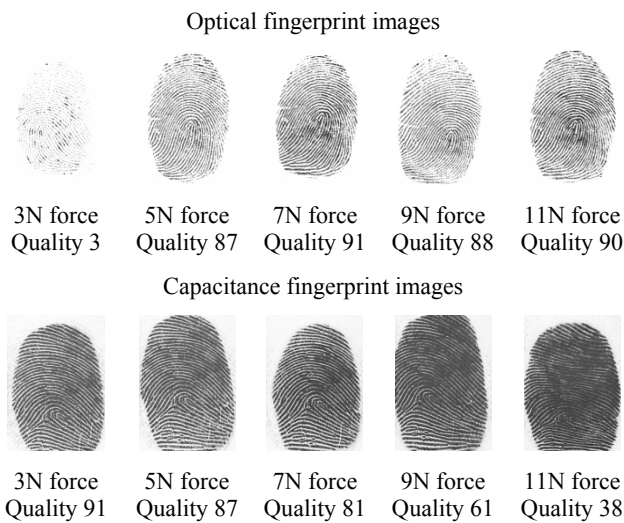 Optical fingerprint images
3N force 5N force 7N force 9N force 11N force
Quality 3 Quality 87 Quality 91 Quality 88 Quality 90
Capacitance fingerprint images
3N force 5N force 7N force 9N force 11N force
Quality 91 Quality 87 Quality 81 Quality 61 Quality 38